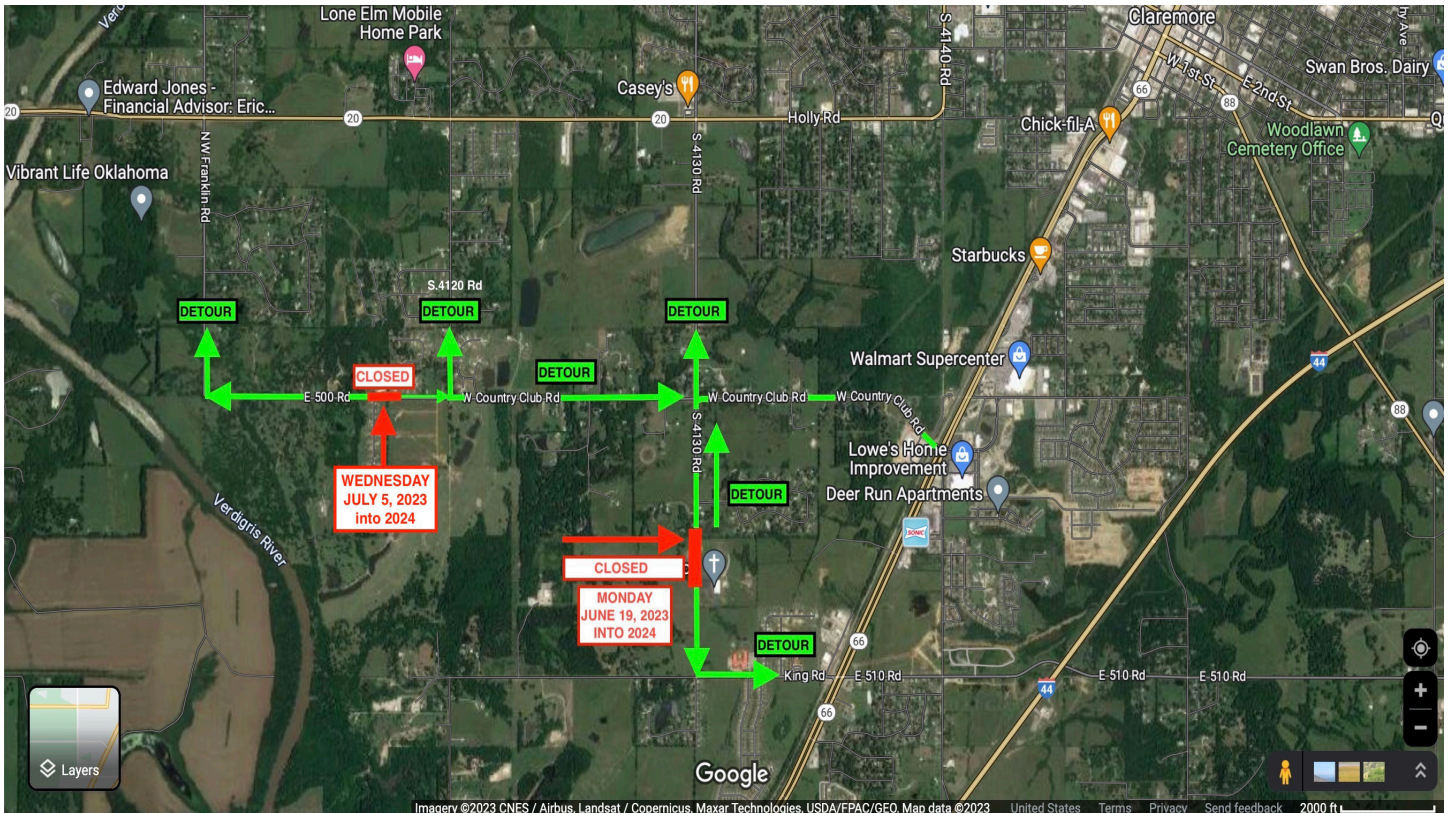 Lone Elm Mobile
Home Park
Claremore
S 4140 Rd
hy Ave
Edward Jones -
Financial Advisor: Eric...
Casey's
W 1st St
E 2nd St
Swan Bros. Dairy
20
20
20
Holly Rd
66
88
Chick-fil-A
Woodlawn
Cemetery Office
NW Franklin Rd
S 4130 Rd
Vibrant Life Oklahoma
Starbucks
S.4120 Rd
DETOUR
DETOUR
DETOUR
Walmart Supercenter
44
CLOSED
DETOUR
E 500 Rd
W Country Club Rd
W Country Club Rd
W Country Club Rd
88
S 4130 Rd
Lowe's Home
Improvement
WEDNESDAY
JULY 5, 2023
into 2024
DETOUR
Deer Run Apartments
Verdigris River
SONIC
CLOSED
MONDAY
JUNE 19, 2023
INTO 2024
DETOUR
66
King Rd
E 510 Rd
44
E 510 Rd
E 510 Rd
66
Layers
Google
Imagery ©2023 CNES / Airbus, Landsat / Copernicus, Maxar Technologies, USDA/FPAC/GEO, Map data ©2023 United States Terms Privacy Send feedback 2000 ft